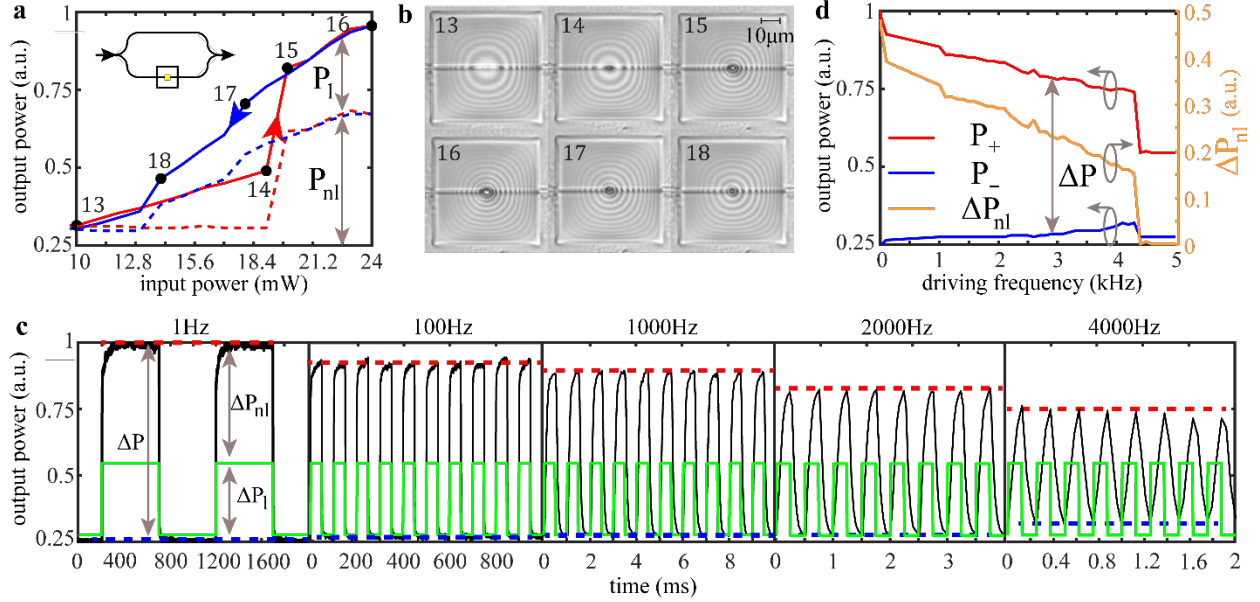 a
output power (a.u.)
1
0.75
0.5
0.25
13
14
15
16
17
18
P_l
P_nl
10 12.8 15.6 18.4 21.2 24
input power (mW)
b
13 14 15
10μm
16 17 18
d
output power (a.u.)
1
0.75
0.5
0.25
P_+
P_-
ΔP_nl
ΔP
0.5
0.4
0.3
0.2
0.1
0
ΔP_nl (a.u.)
0 1 2 3 4 5
driving frequency (kHz)
c
1Hz 100Hz 1000Hz 2000Hz 4000Hz
output power (a.u.)
1
0.75
0.5
0.25
ΔP
ΔP_nl
ΔP_l
0 400 800 1200 1600 0 2 4 6 8 0 2 4 6 8 0 1 2 3 0 0.4 0.8 1.2 1.6 2
time (ms)